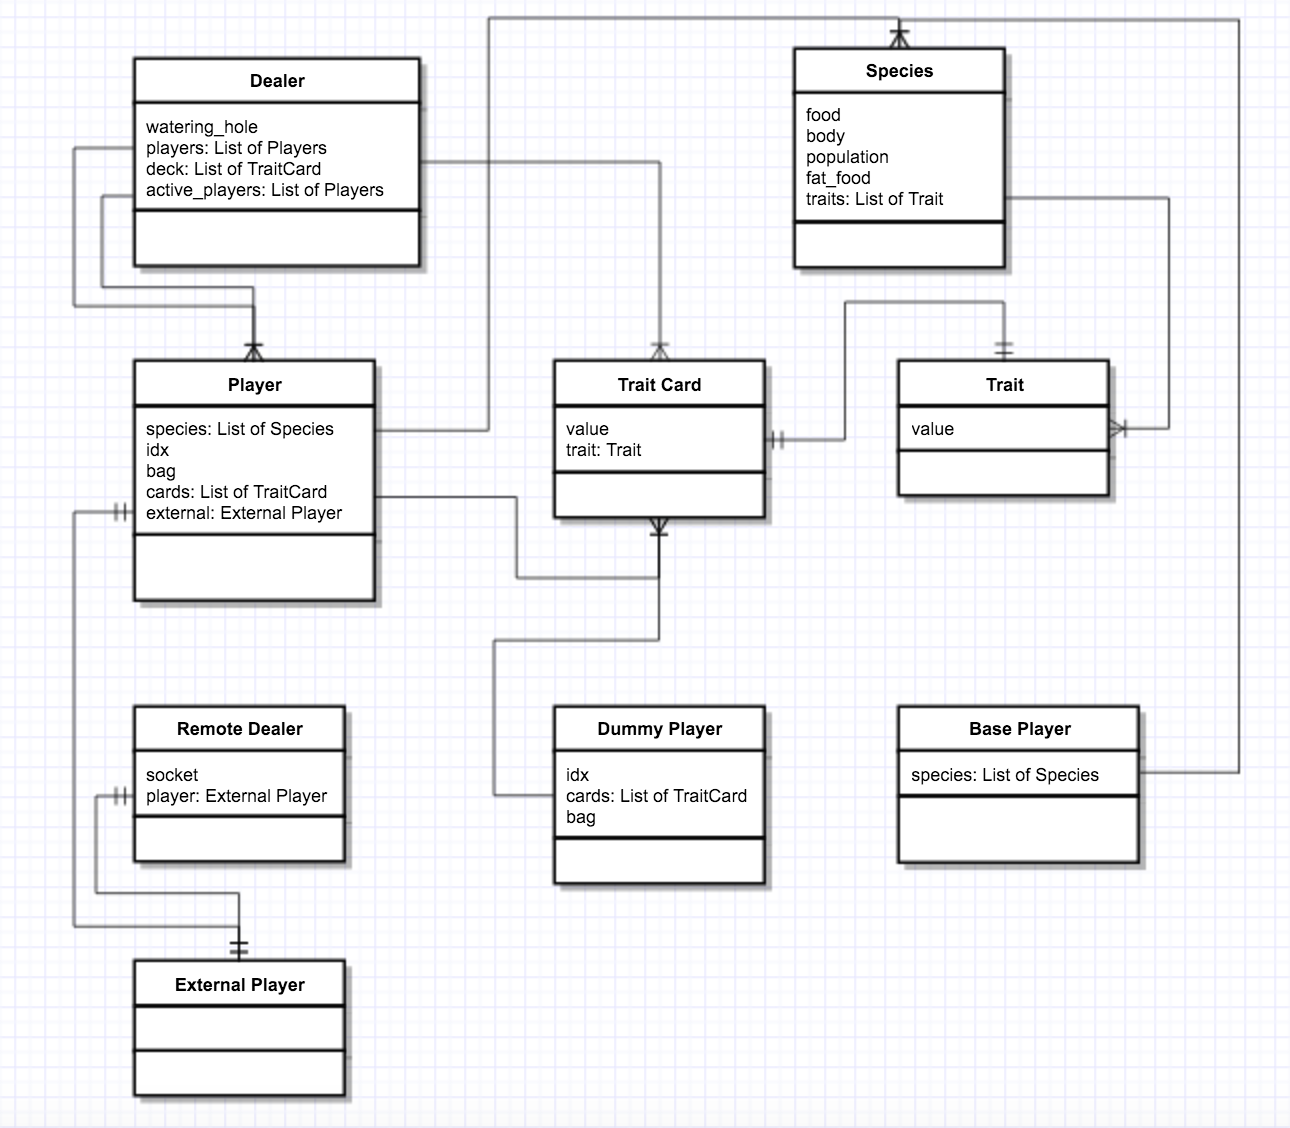 Dealer
watering_hole
players: List of Players
deck: List of TraitCard
active_players: List of Players
Species
food
body
population
fat_food
traits: List of Trait
Player
species: List of Species
idx
bag
cards: List of TraitCard
external: External Player
Trait Card
value
trait: Trait
Trait
value
Remote Dealer
socket
player: External Player
Dummy Player
idx
cards: List of TraitCard
bag
Base Player
species: List of Species
External Player